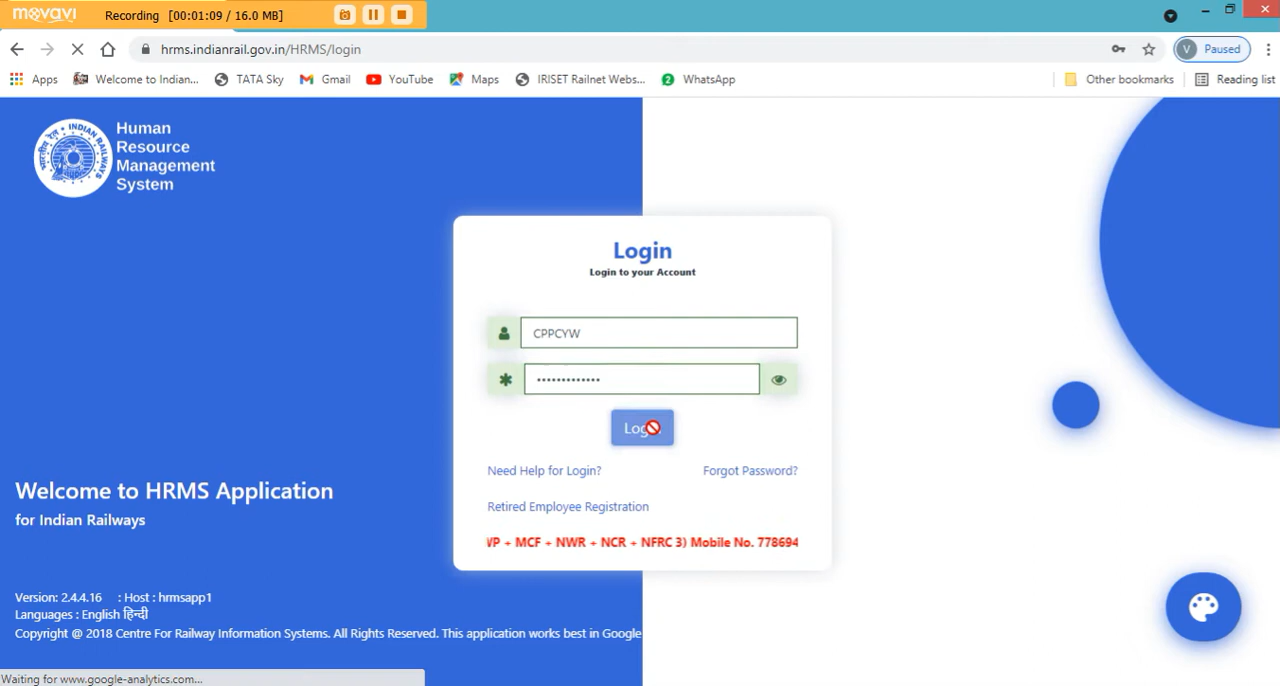 movavi Recording [00:01:09 / 16.0 MB]
hrms.indianrail.gov.in/HRMS/login
V Paused
Apps Welcome to Indian... TATA Sky Gmail YouTube Maps IRISET Railnet Webs... 2 WhatsApp Other bookmarks Reading list
Human
Resource
Management
System
Login
Login to your Account
CPPCYW
•••••••••••••
Need Help for Login? Forgot Password?
Retired Employee Registration
VP + MCF + NWR + NCR + NFRC 3) Mobile No. 778694
Welcome to HRMS Application
for Indian Railways
Version: 2.4.4.16 : Host : hrmsapp1
Languages : English हिन्दी
Copyright @ 2018 Centre For Railway Information Systems. All Rights Reserved. This application works best in Google
Waiting for www.google-analytics.com...